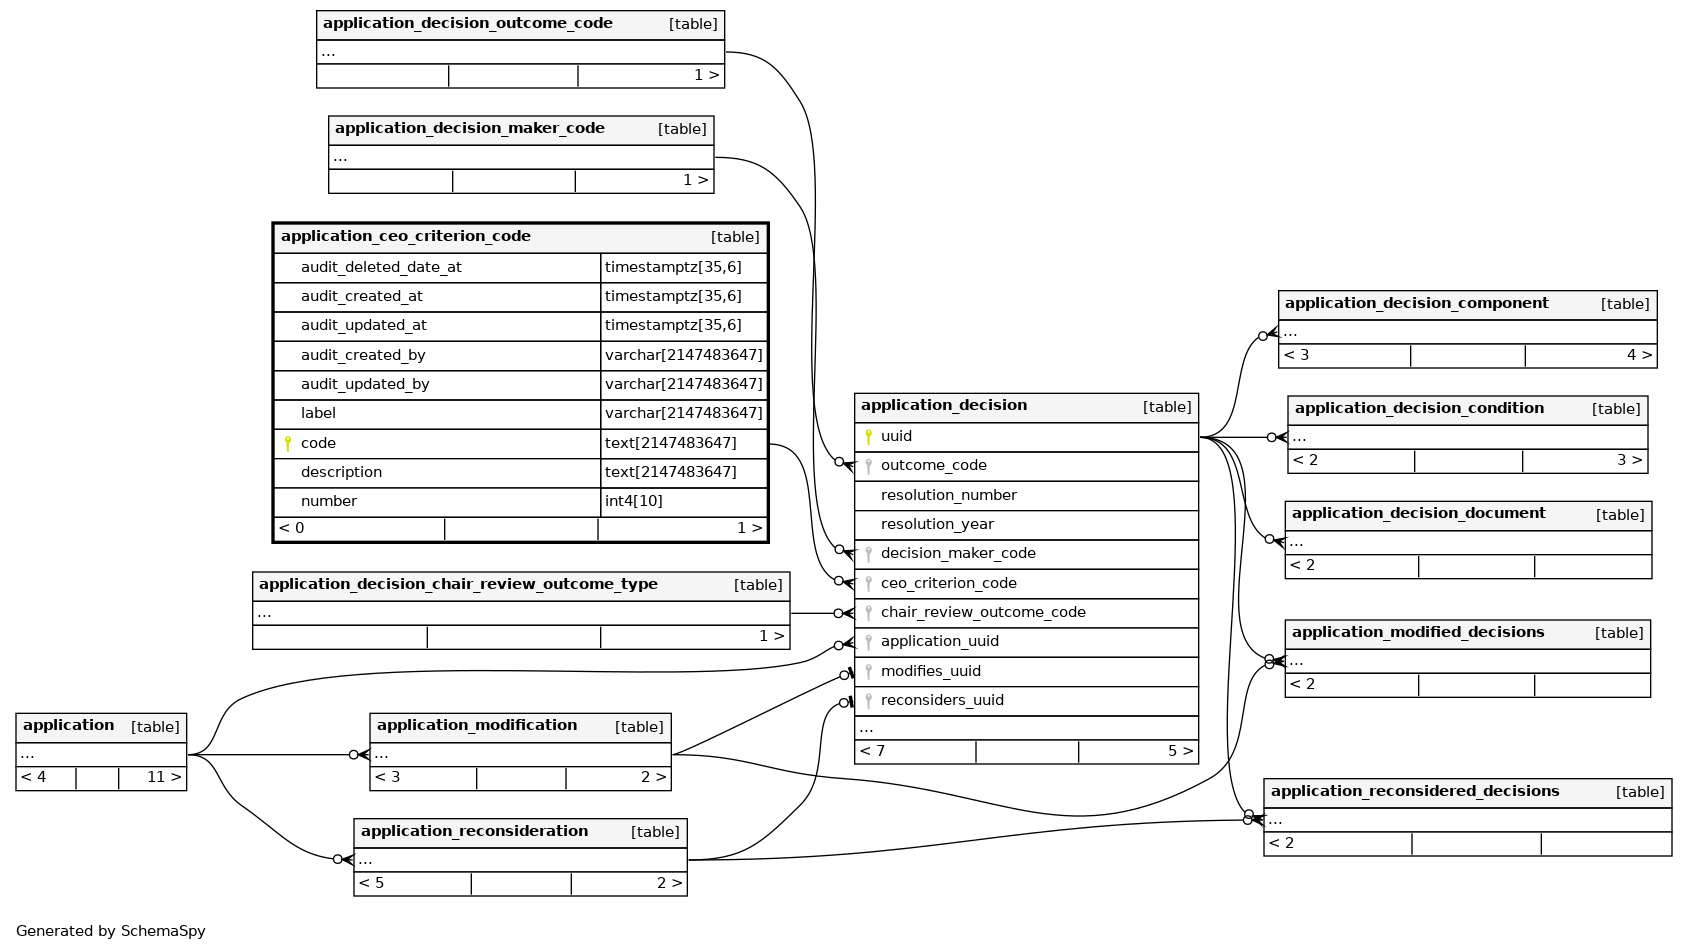 application_decision_outcome_code [table]
...
1 >
application_decision_maker_code [table]
...
1 >
application_ceo_criterion_code [table]
audit_deleted_date_at timestamptz[35,6]
audit_created_at timestamptz[35,6]
audit_updated_at timestamptz[35,6]
audit_created_by varchar[2147483647]
audit_updated_by varchar[2147483647]
label varchar[2147483647]
code text[2147483647]
description text[2147483647]
number int4[10]
< 0 1 >
application_decision_chair_review_outcome_type [table]
...
1 >
application [table]
...
< 4 11 >
application_modification [table]
...
< 3 2 >
application_reconsideration [table]
...
< 5 2 >
application_decision [table]
uuid
outcome_code
resolution_number
resolution_year
decision_maker_code
ceo_criterion_code
chair_review_outcome_code
application_uuid
modifies_uuid
reconsiders_uuid
...
< 7 5 >
application_decision_component [table]
...
< 3 4 >
application_decision_condition [table]
...
< 2 3 >
application_decision_document [table]
...
< 2
application_modified_decisions [table]
...
< 2
application_reconsidered_decisions [table]
...
< 2
Generated by SchemaSpy